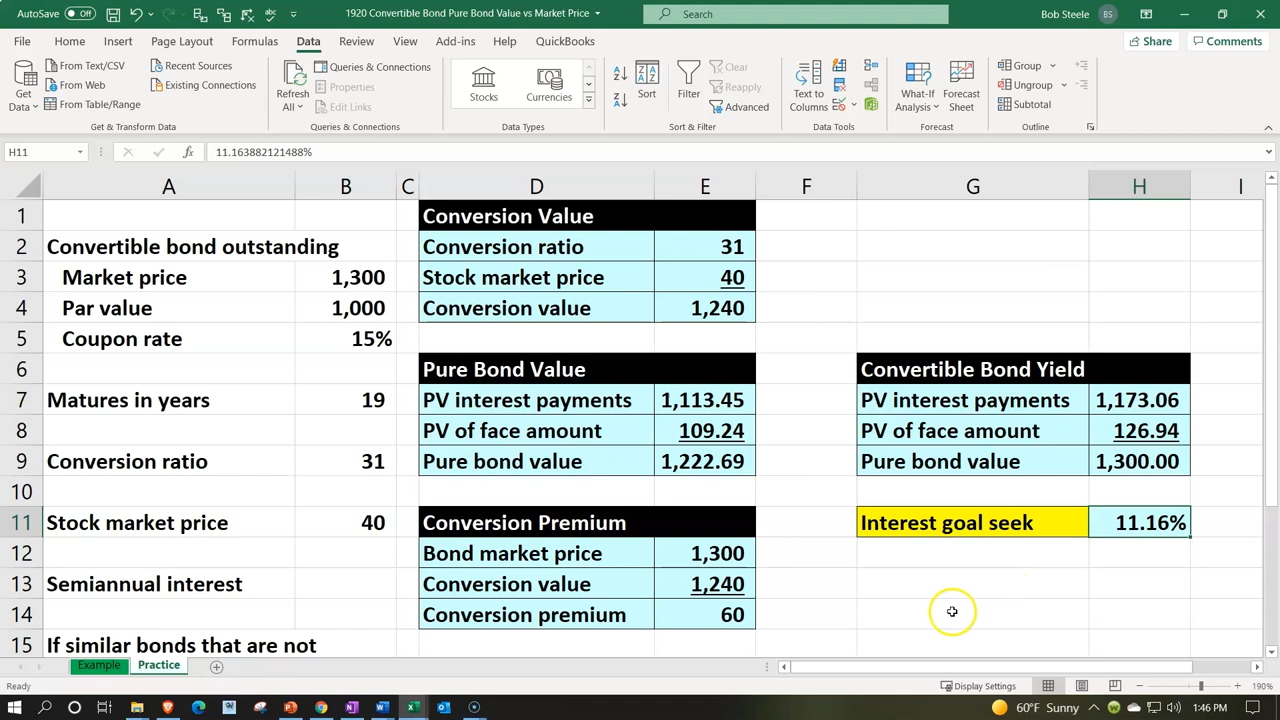 AutoSave Off 1920 Convertible Bond Pure Bond Value vs Market Price Search Bob Steele BS
File Home Insert Page Layout Formulas Data Review View Add-ins Help QuickBooks Share Comments
Get Data From Text/CSV From Web From Table/Range Recent Sources Existing Connections
Refresh All Queries & Connections Properties Edit Links
Stocks Currencies
Sort Filter Clear Reapply Advanced
Text to Columns
What-If Analysis Forecast Sheet
Group Ungroup Subtotal
Get & Transform Data Queries & Connections Data Types Sort & Filter Data Tools Forecast Outline
H11 fx 11.163882121488%
A B C D E F G H I
1 Conversion Value
2 Convertible bond outstanding Conversion ratio 31
3 Market price 1,300 Stock market price 40
4 Par value 1,000 Conversion value 1,240
5 Coupon rate 15%
6 Pure Bond Value Convertible Bond Yield
7 Matures in years 19 PV interest payments 1,113.45 PV interest payments 1,173.06
8 PV of face amount 109.24 PV of face amount 126.94
9 Conversion ratio 31 Pure bond value 1,222.69 Pure bond value 1,300.00
10
11 Stock market price 40 Conversion Premium Interest goal seek 11.16%
12 Bond market price 1,300
13 Semiannual interest Conversion value 1,240
14 Conversion premium 60
15 If similar bonds that are not
Example Practice
Ready Display Settings 190%
60°F Sunny 1:46 PM